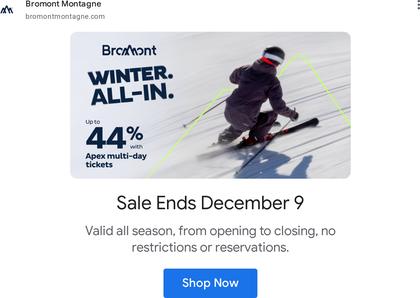 Bromont Montagne
bromontmontagne.com
Bromont
WINTER.
ALL-IN.
Up to
44% with
Apex multi-day
tickets
Sale Ends December 9
Valid all season, from opening to closing, no
restrictions or reservations.
Shop Now